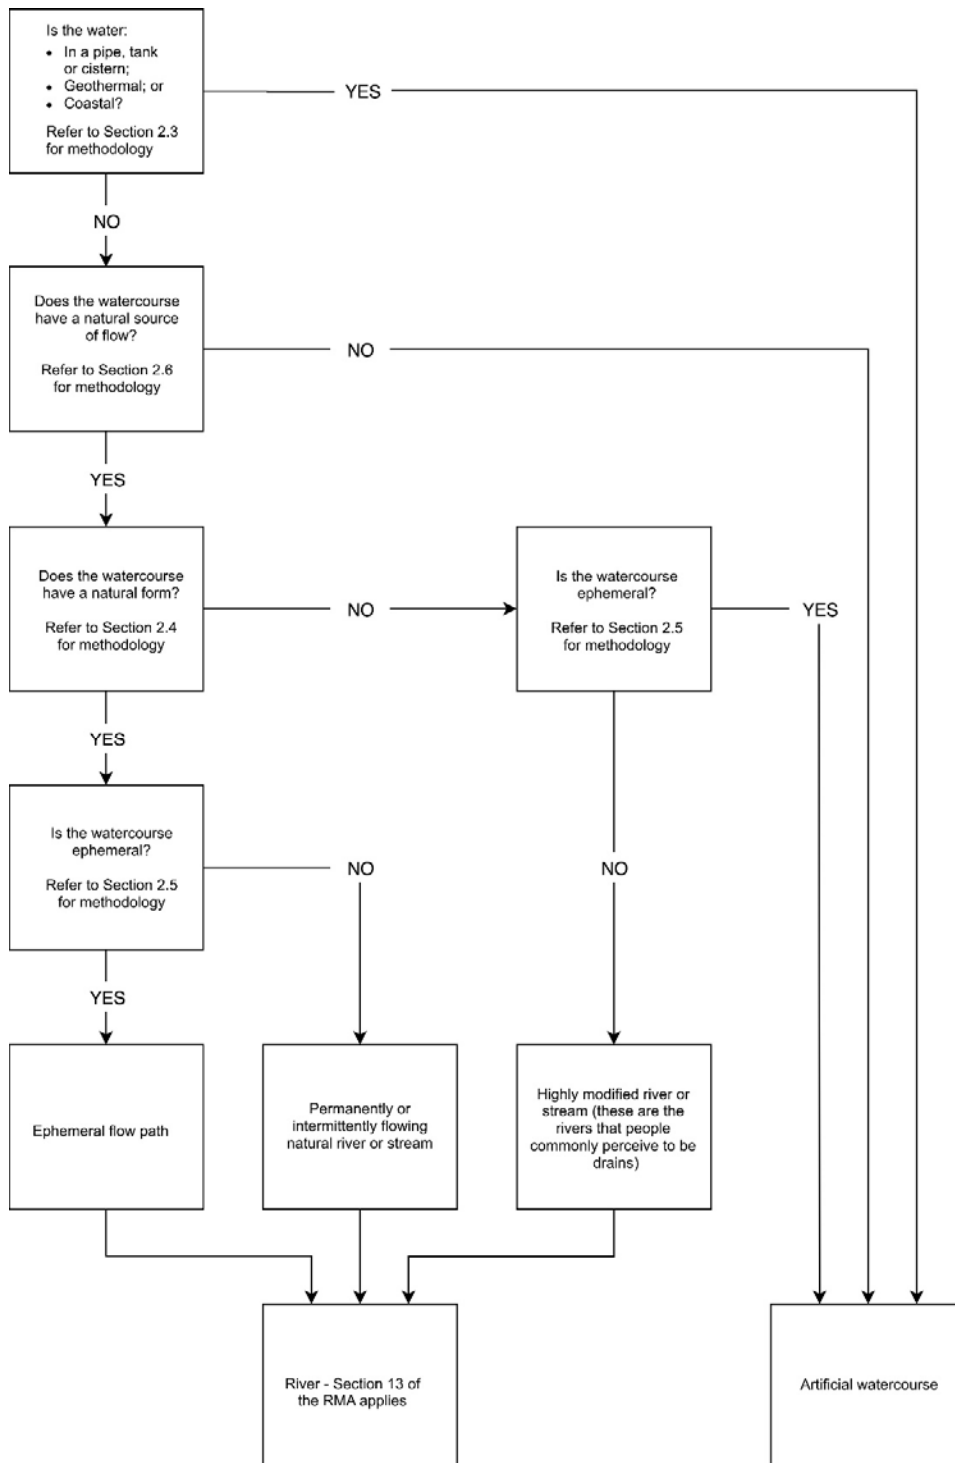 Is the water:
• In a pipe, tank
or cistern;
• Geothermal; or
• Coastal?
Refer to Section 2.3
for methodology
YES
NO
Does the watercourse
have a natural source
of flow?
Refer to Section 2.6
for methodology
NO
YES
Does the watercourse
have a natural form?
Refer to Section 2.4
for methodology
NO
Is the watercourse
ephemeral?
Refer to Section 2.5
for methodology
YES
YES
Is the watercourse
ephemeral?
Refer to Section 2.5
for methodology
NO
NO
YES
Ephemeral flow path
Permanently or
intermittently flowing
natural river or stream
Highly modified river or
stream (these are the
rivers that people
commonly perceive to be
drains)
River - Section 13 of
the RMA applies
Artificial watercourse